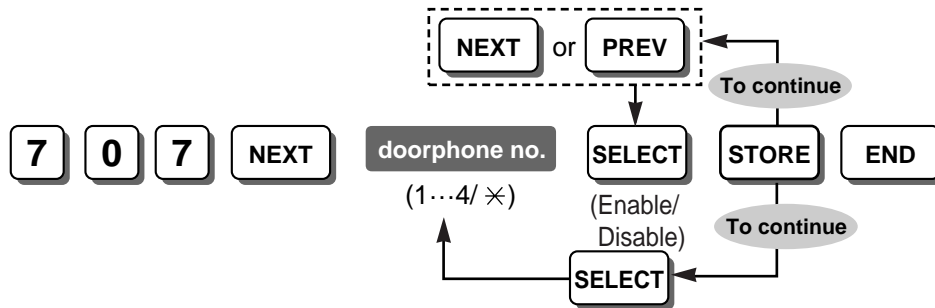 NEXT or PREV
To continue
7 0 7 NEXT doorphone no. SELECT STORE END
(1···4/ ✳)
(Enable/
Disable)
To continue
SELECT